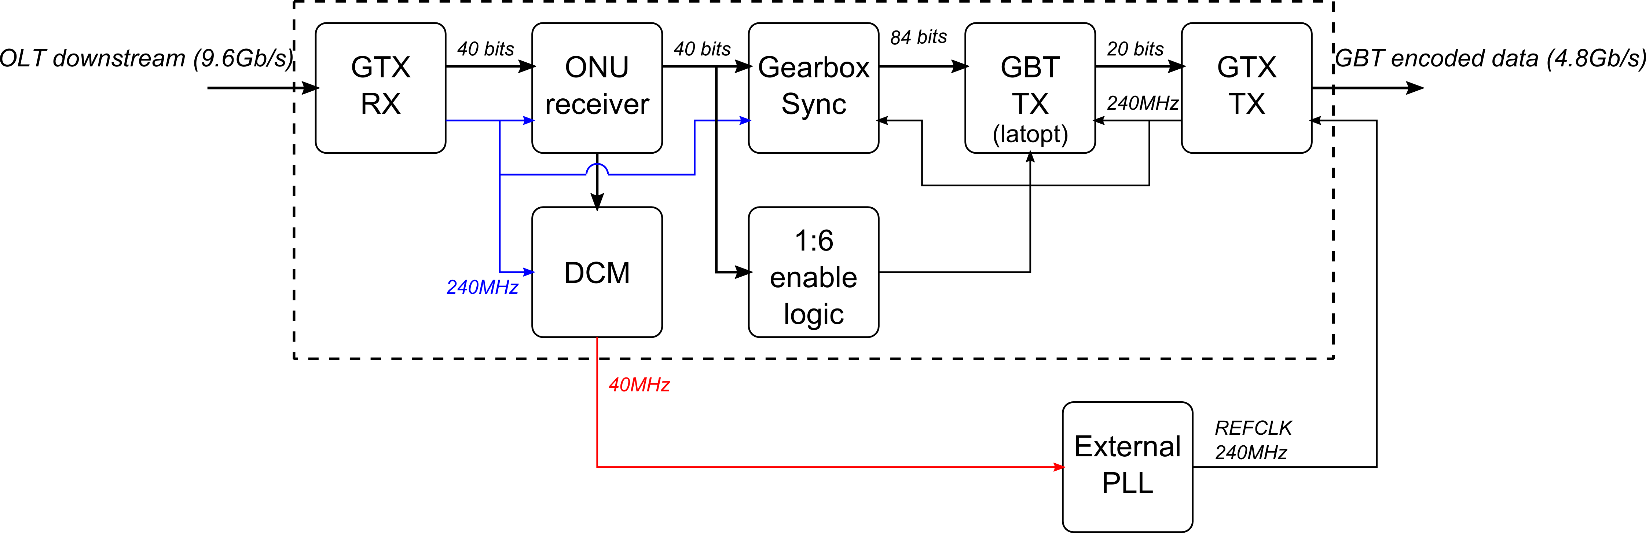 OLT downstream (9.6Gb/s)
GTX
RX
40 bits
ONU
receiver
40 bits
Gearbox
Sync
84 bits
GBT
TX
(latopt)
20 bits
240MHz
GTX
TX
GBT encoded data (4.8Gb/s)
240MHz
DCM
1:6
enable
logic
40MHz
External
PLL
REFCLK
240MHz